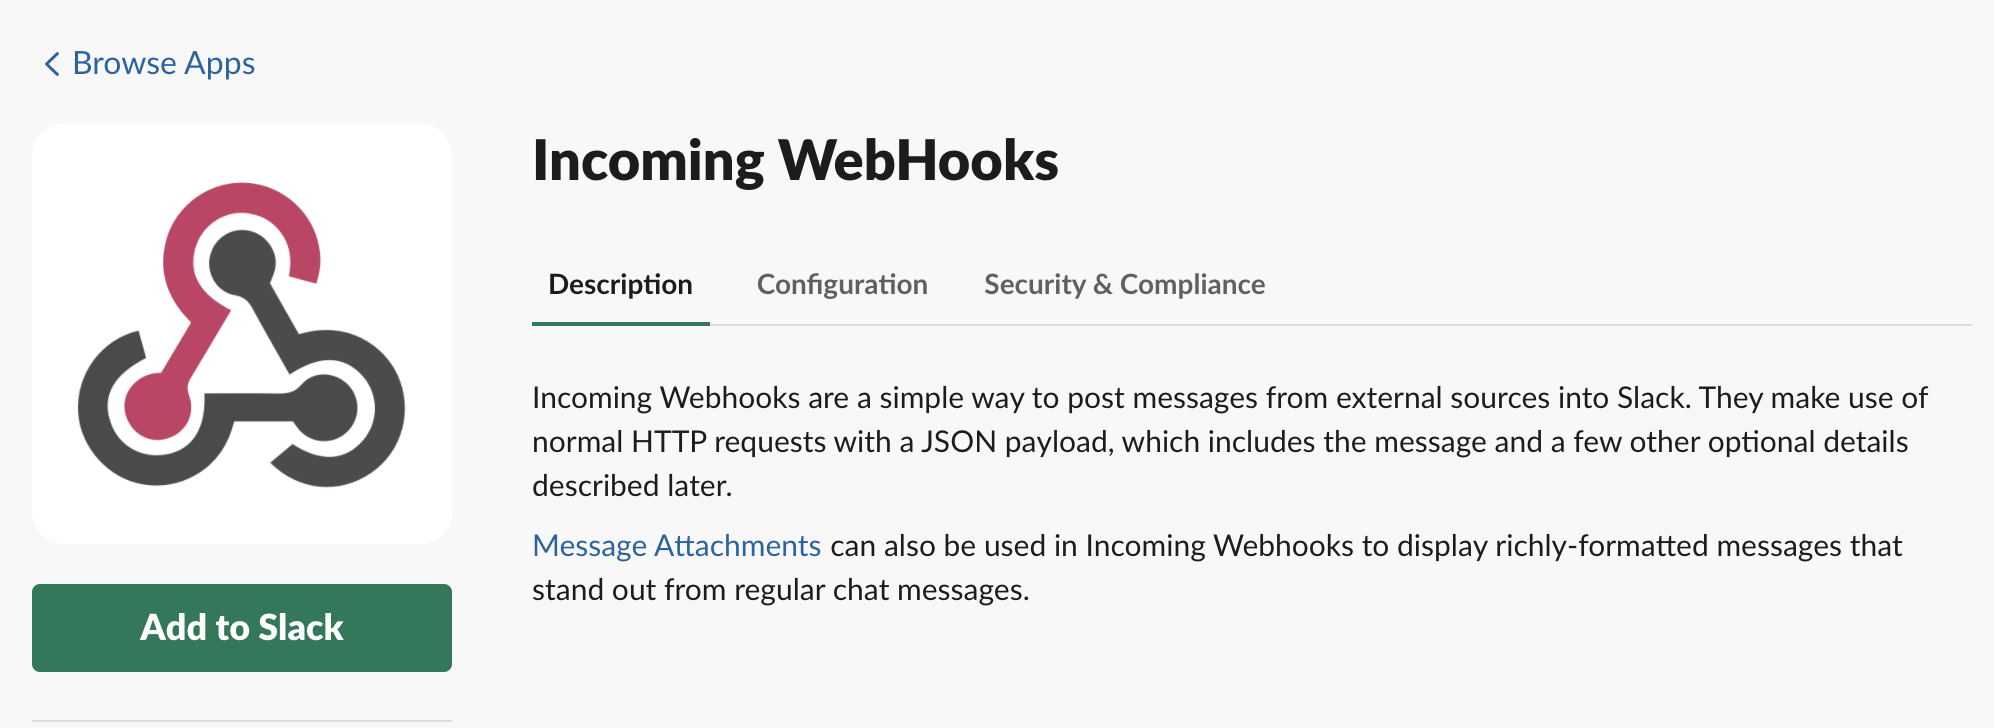 Browse Apps
Incoming WebHooks
Description Configuration Security & Compliance
Incoming Webhooks are a simple way to post messages from external sources into Slack. They make use of
normal HTTP requests with a JSON payload, which includes the message and a few other optional details
described later.
Message Attachments can also be used in Incoming Webhooks to display richly-formatted messages that
stand out from regular chat messages.
Add to Slack